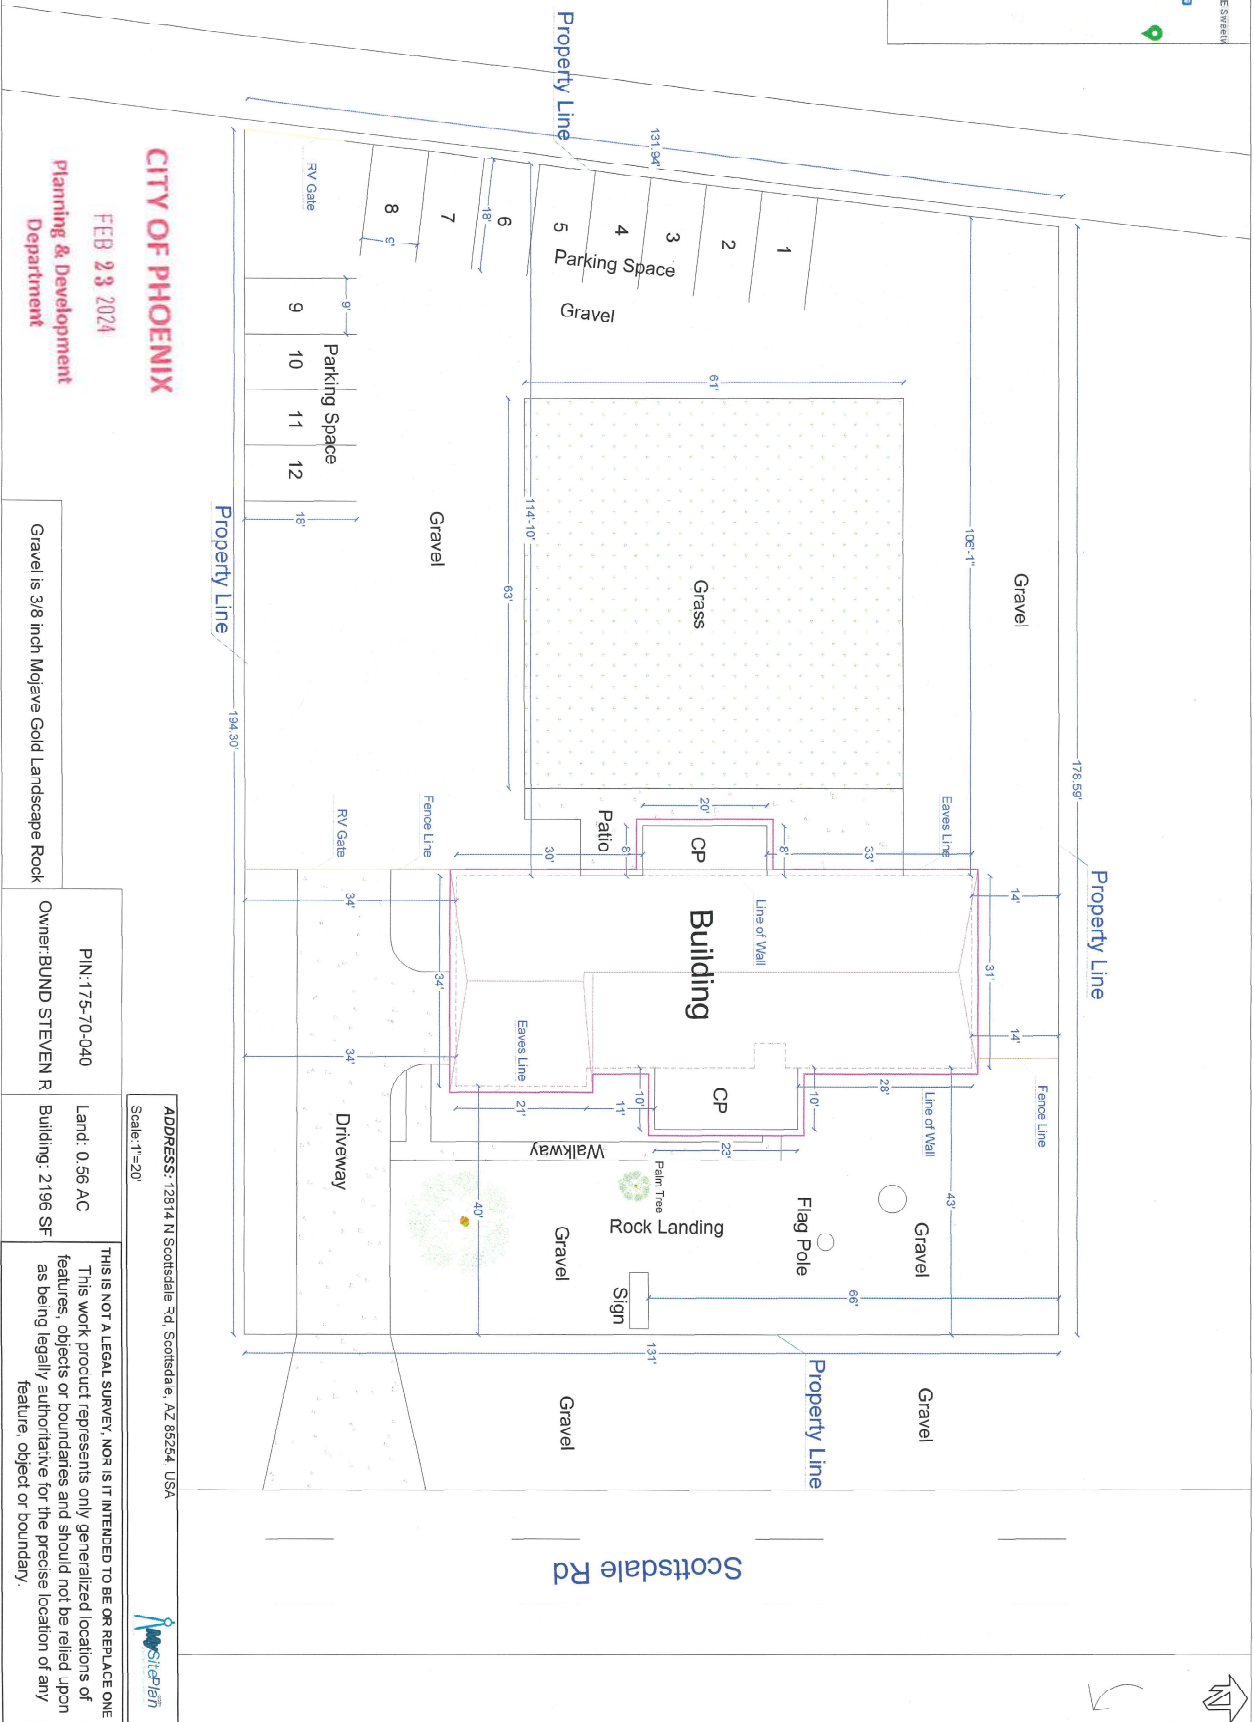 Property Line
131.94'
RV Gate
8
7
6
5
4
3
2
1
18'
9'
Parking Space
Gravel
9
10
11
12
9'
Parking Space
18'
Property Line
194.30'
Gravel
61'
63'
114'-10"
Grass
106'-1"
Gravel
178.59'
Property Line
Eaves Line
Fence Line
RV Gate
Patio
20'
CP
8'
8'
30'
33'
14'
34'
31'
34'
Line of Wall
Building
Eaves Line
34'
14'
Fence Line
Line of Wall
CP
10'
10'
28'
21'
11'
23'
Walkway
Driveway
40'
43'
Palm Tree
Rock Landing
Flag Pole
Gravel
Gravel
Sign
66'
131'
Property Line
Gravel
Gravel
Scottsdale Rd
N
CITY OF PHOENIX
FEB 23 2024
Planning & Development
Department
Gravel is 3/8 inch Mojave Gold Landscape Rock
PIN:175-70-040
Owner:BUND STEVEN R
Land: 0.56 AC
Building: 2196 SF
ADDRESS: 12814 N Scottsdale Rd, Scottsdale, AZ 85254, USA
Scale:1"=20'
MySitePlan
THIS IS NOT A LEGAL SURVEY, NOR IS IT INTENDED TO BE OR REPLACE ONE
This work product represents only generalized locations of
features, objects or boundaries and should not be relied upon
as being legally authoritative for the precise location of any
feature, object or boundary.